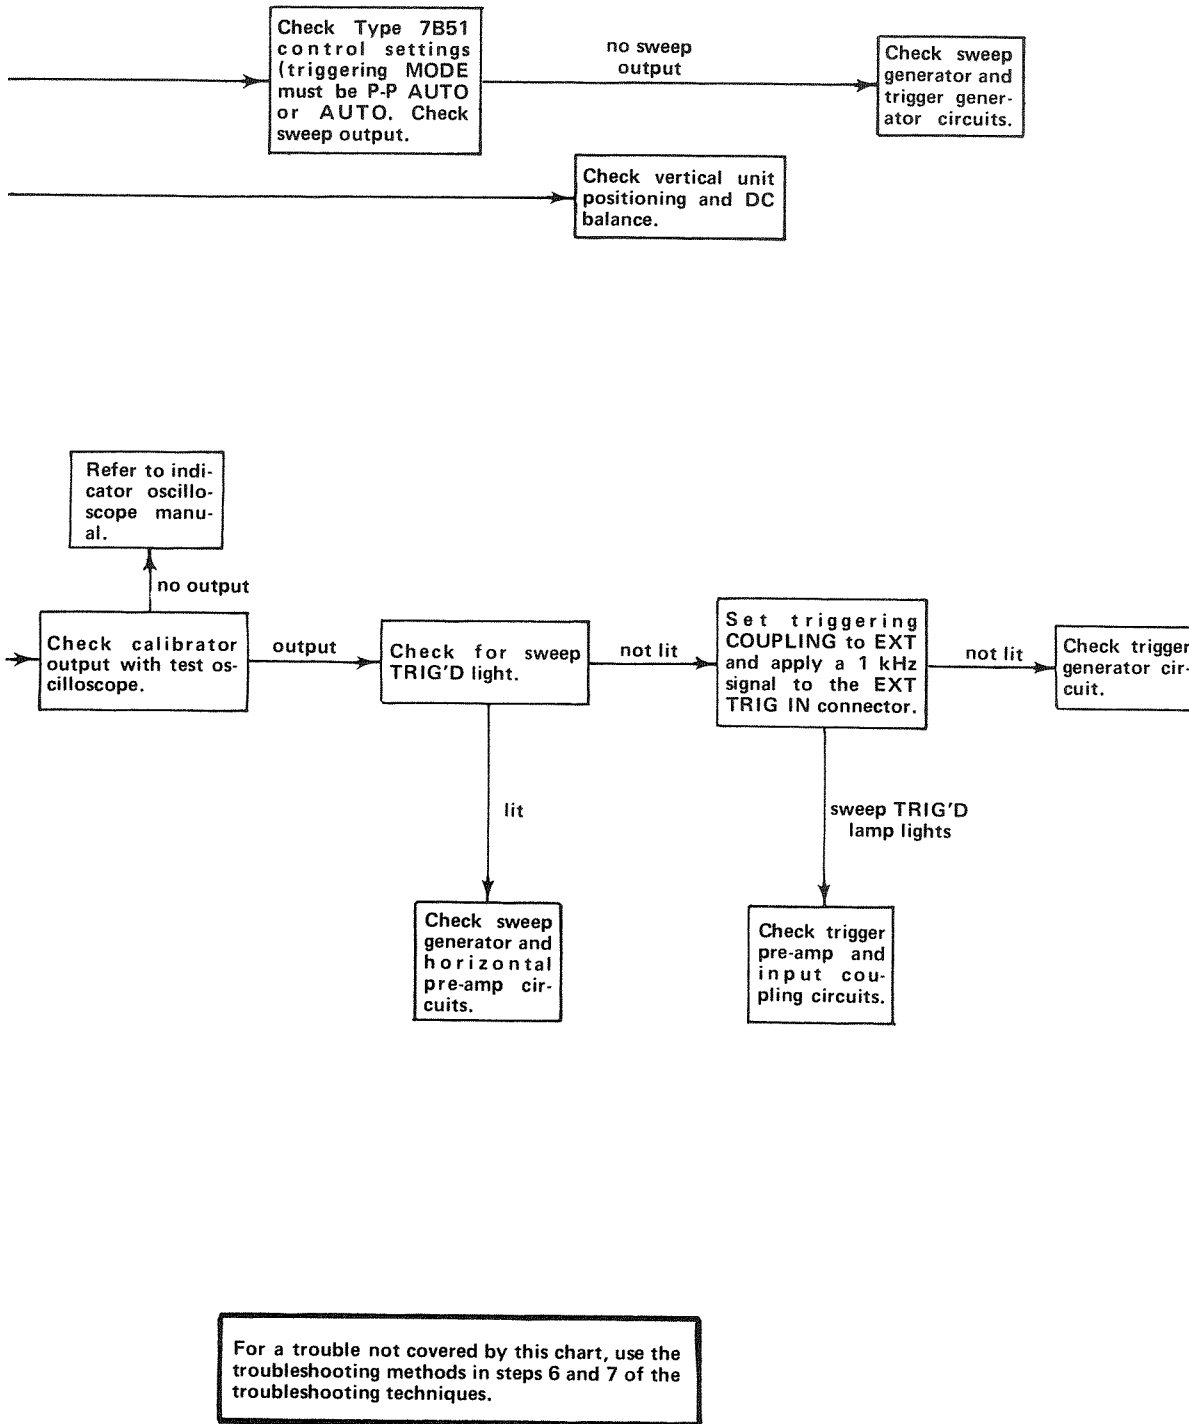 Check Type 7B51
control settings
(triggering MODE
must be P-P AUTO
or AUTO. Check
sweep output.
no sweep
output
Check sweep
generator and
trigger gener-
ator circuits.
Check vertical unit
positioning and DC
balance.
Refer to indi-
cator oscillo-
scope manu-
al.
no output
Check calibrator
output with test os-
cilloscope.
output
Check for sweep
TRIG'D light.
not lit
Set triggering
COUPLING to EXT
and apply a 1 kHz
signal to the EXT
TRIG IN connector.
not lit
Check trigger
generator cir-
cuit.
lit
sweep TRIG'D
lamp lights
Check sweep
generator and
horizontal
pre-amp cir-
cuits.
Check trigger
pre-amp and
input cou-
pling circuits.
For a trouble not covered by this chart, use the
troubleshooting methods in steps 6 and 7 of the
troubleshooting techniques.